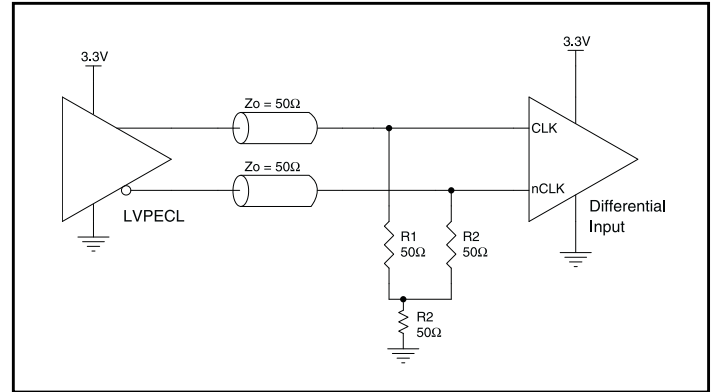 3.3V
3.3V
Zo = 50Ω
CLK
Zo = 50Ω
nCLK
LVPECL
Differential
Input
R1
50Ω
R2
50Ω
R2
50Ω